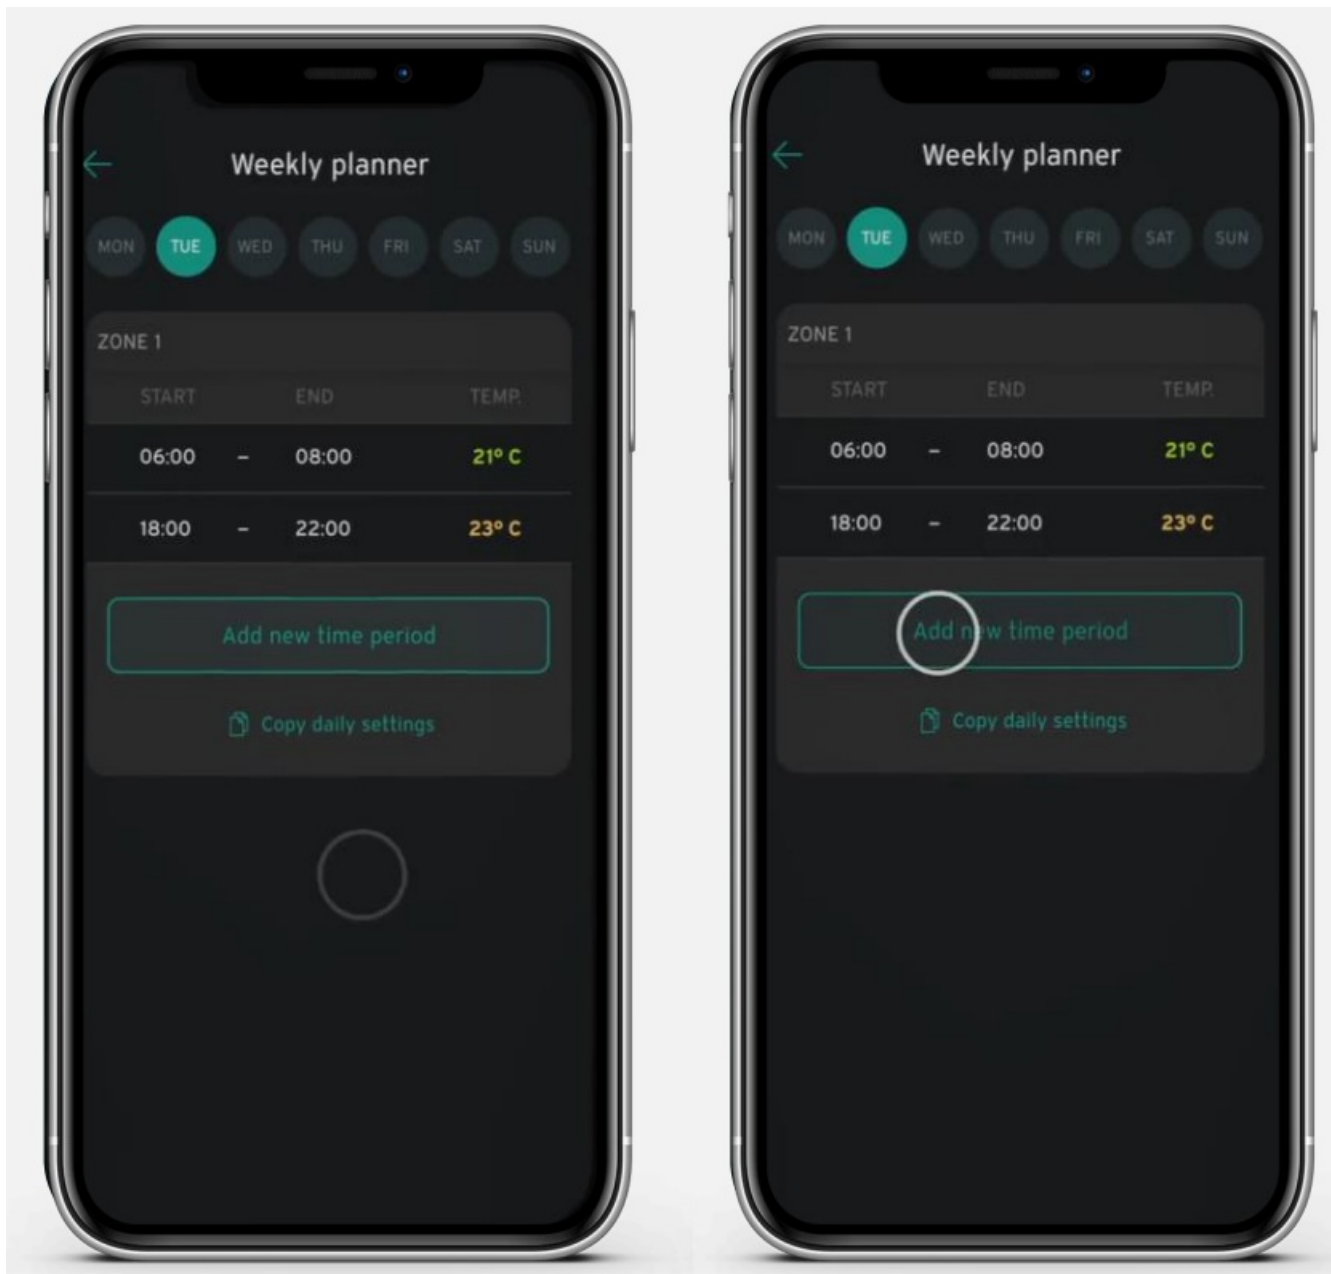 Weekly planner
MON TUE WED THU FRI SAT SUN
ZONE 1
START END TEMP.
06:00 – 08:00 21° C
18:00 – 22:00 23° C
Add new time period
Copy daily settings
Weekly planner
MON TUE WED THU FRI SAT SUN
ZONE 1
START END TEMP.
06:00 – 08:00 21° C
18:00 – 22:00 23° C
Add new time period
Copy daily settings